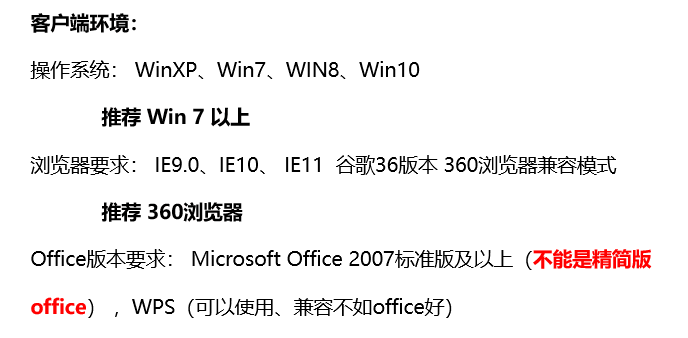 客户端环境：
操作系统： WinXP、Win7、WIN8、Win10
推荐 Win 7 以上
浏览器要求： IE9.0、IE10、 IE11 谷歌36版本 360浏览器兼容模式
推荐 360浏览器
Office版本要求： Microsoft Office 2007标准版及以上（不能是精简版
office），WPS（可以使用、兼容不如office好）